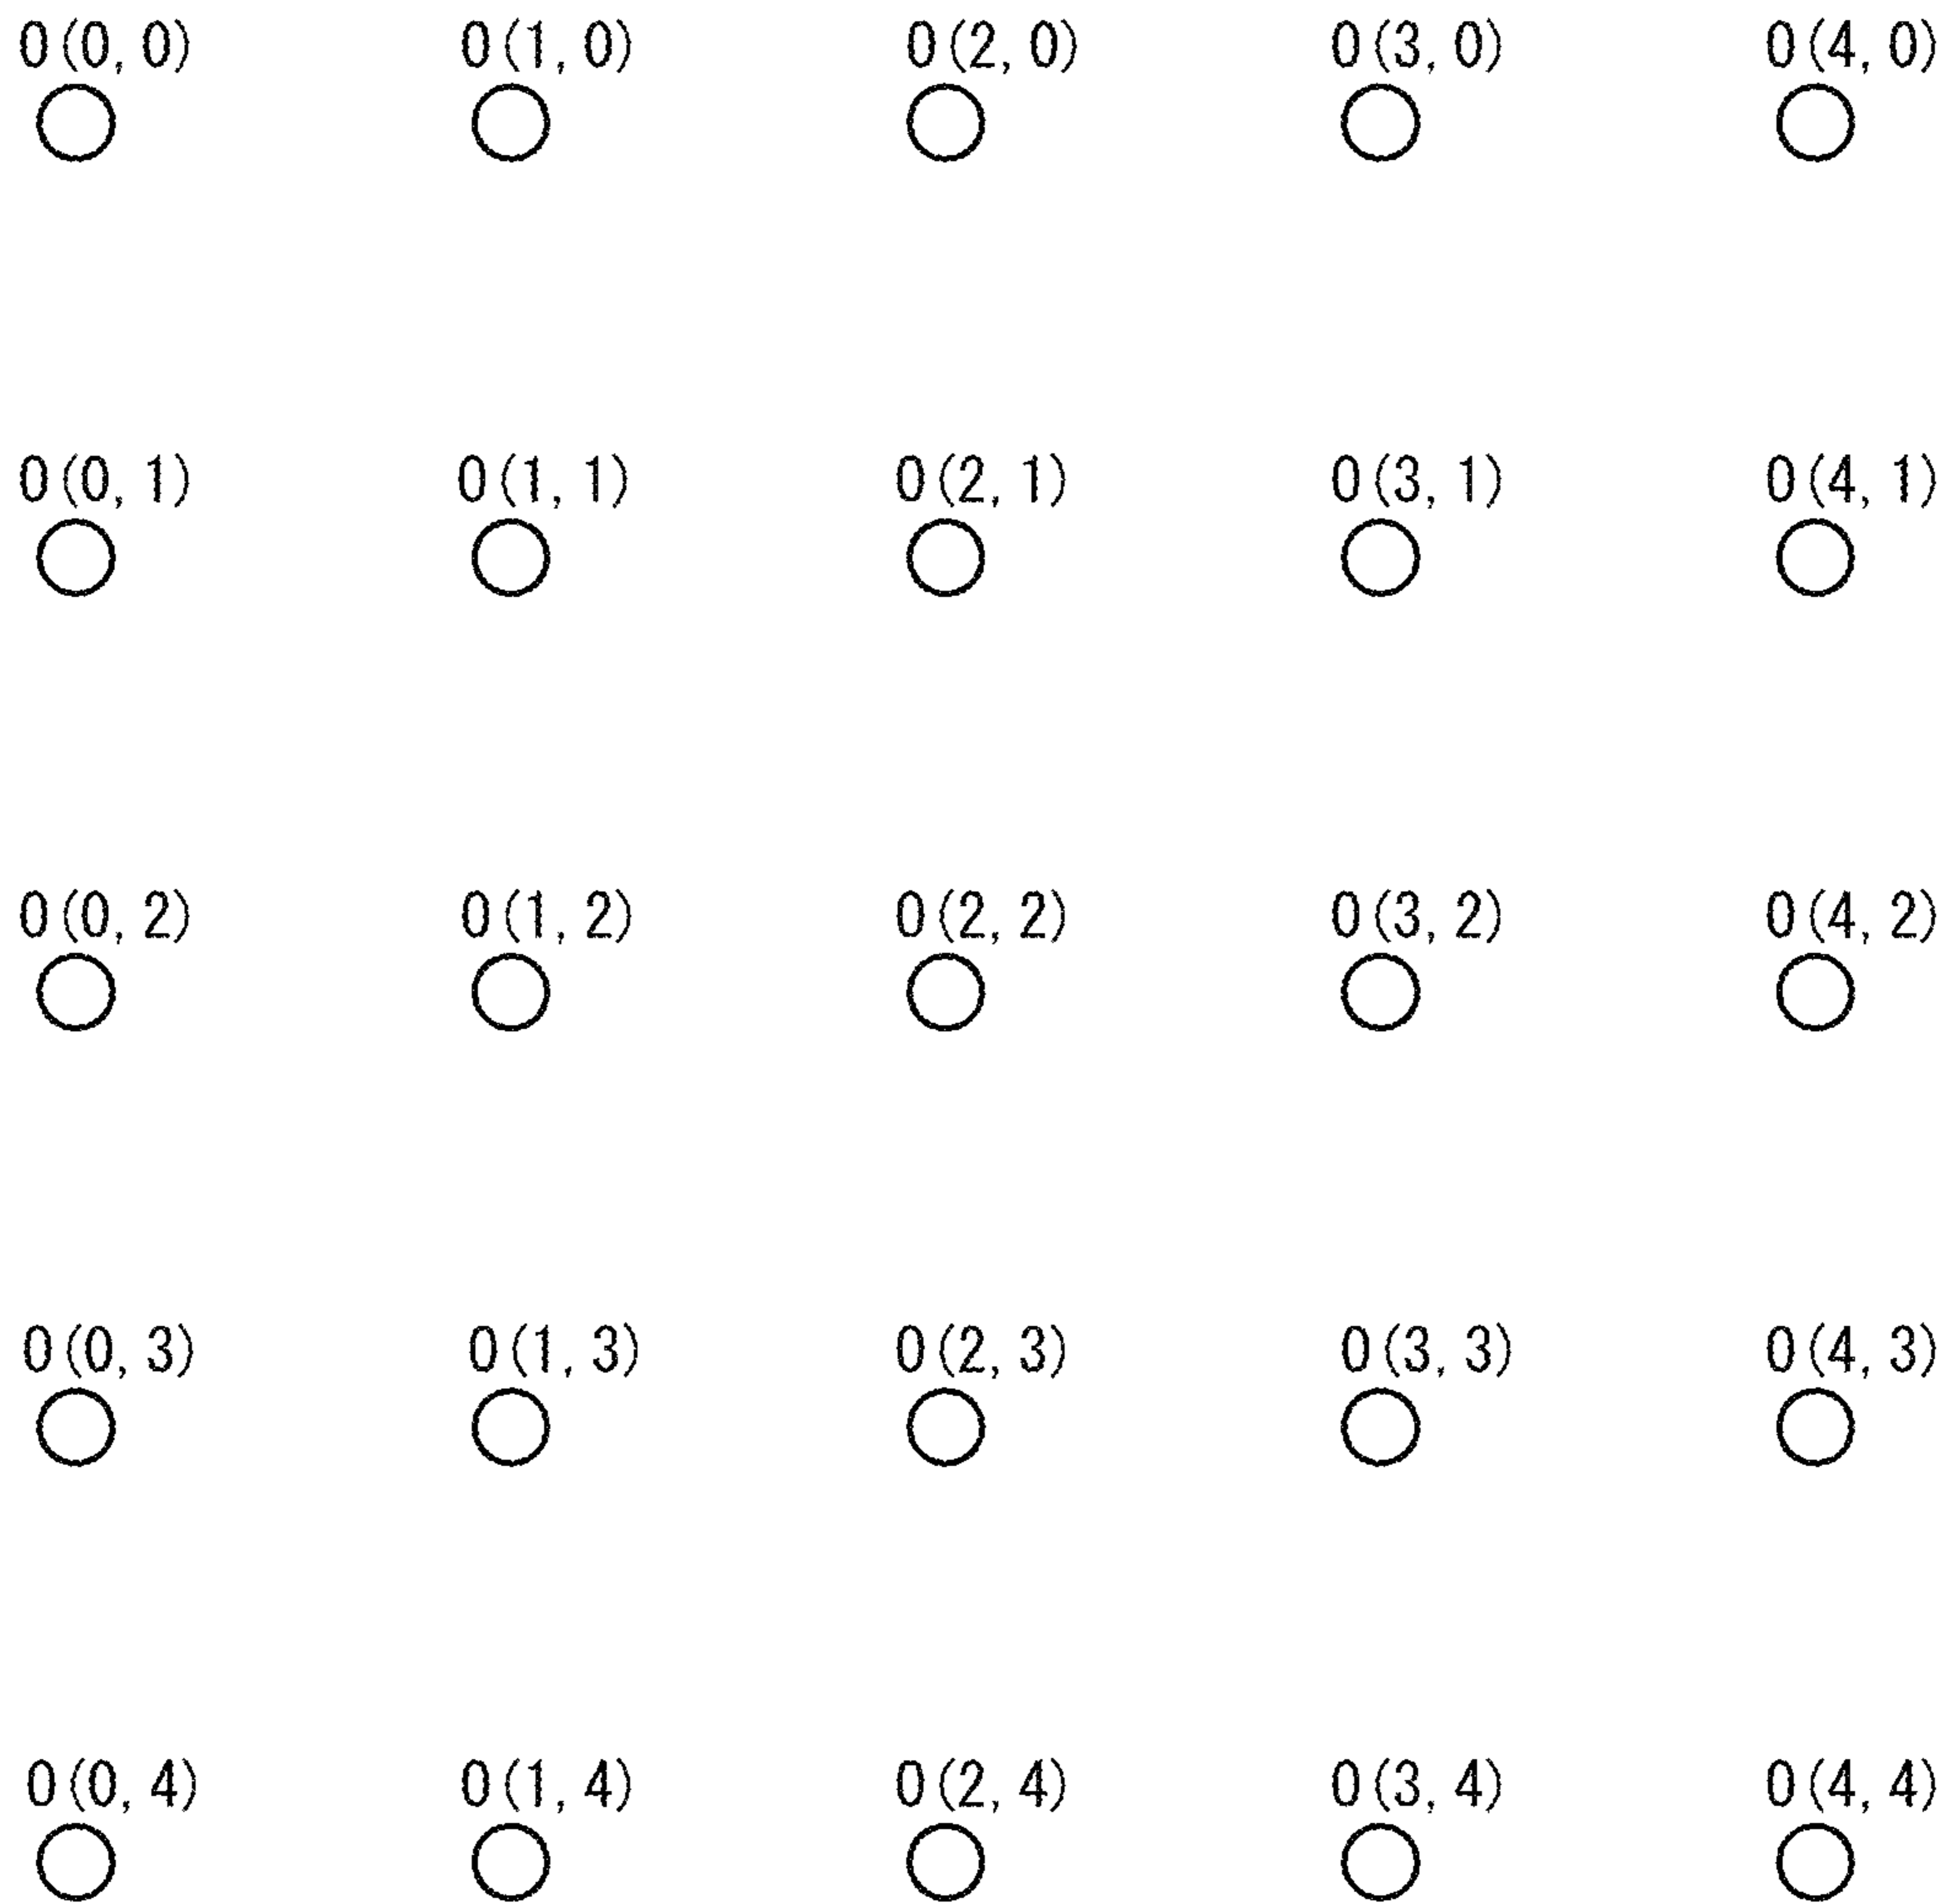 0(0, 0) 0(1, 0) 0(2, 0) 0(3, 0) 0(4, 0)
0(0, 1) 0(1, 1) 0(2, 1) 0(3, 1) 0(4, 1)
0(0, 2) 0(1, 2) 0(2, 2) 0(3, 2) 0(4, 2)
0(0, 3) 0(1, 3) 0(2, 3) 0(3, 3) 0(4, 3)
0(0, 4) 0(1, 4) 0(2, 4) 0(3, 4) 0(4, 4)